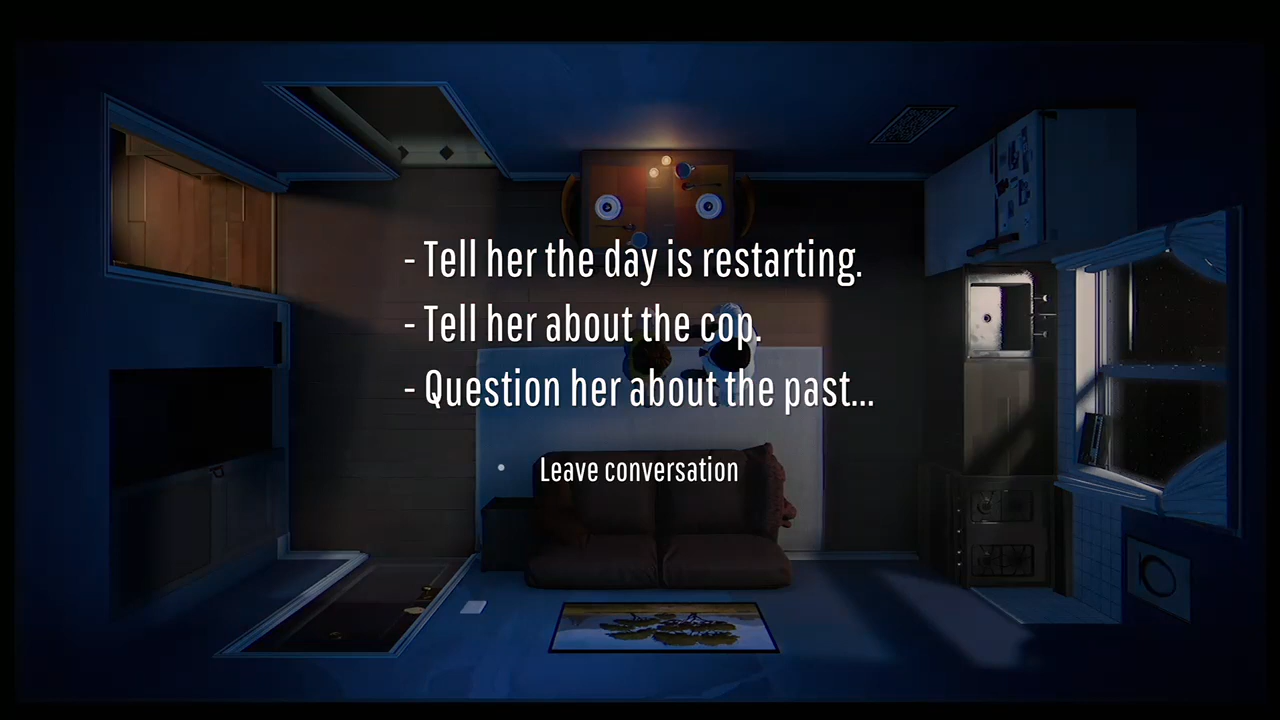 - Tell her the day is restarting.
- Tell her about the cop.
- Question her about the past...
Leave conversation